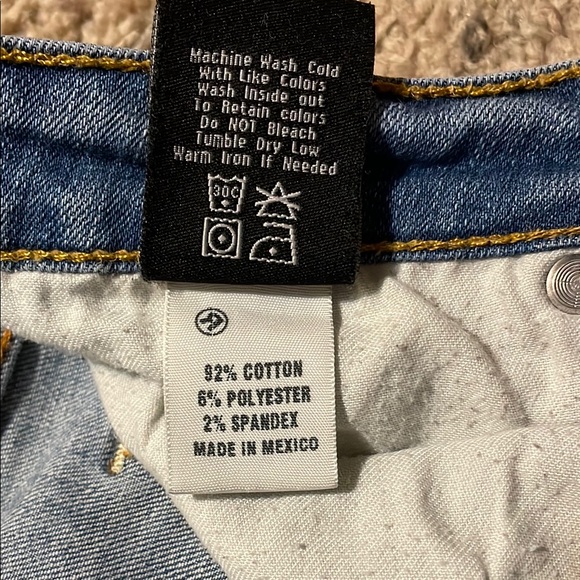 Machine Wash Cold
With Like Colors
Wash Inside out
To Retain colors
Do NOT Bleach
Tumble Dry Low
Warm Iron If Needed
30C
92% COTTON
6% POLYESTER
2% SPANDEX
MADE IN MEXICO